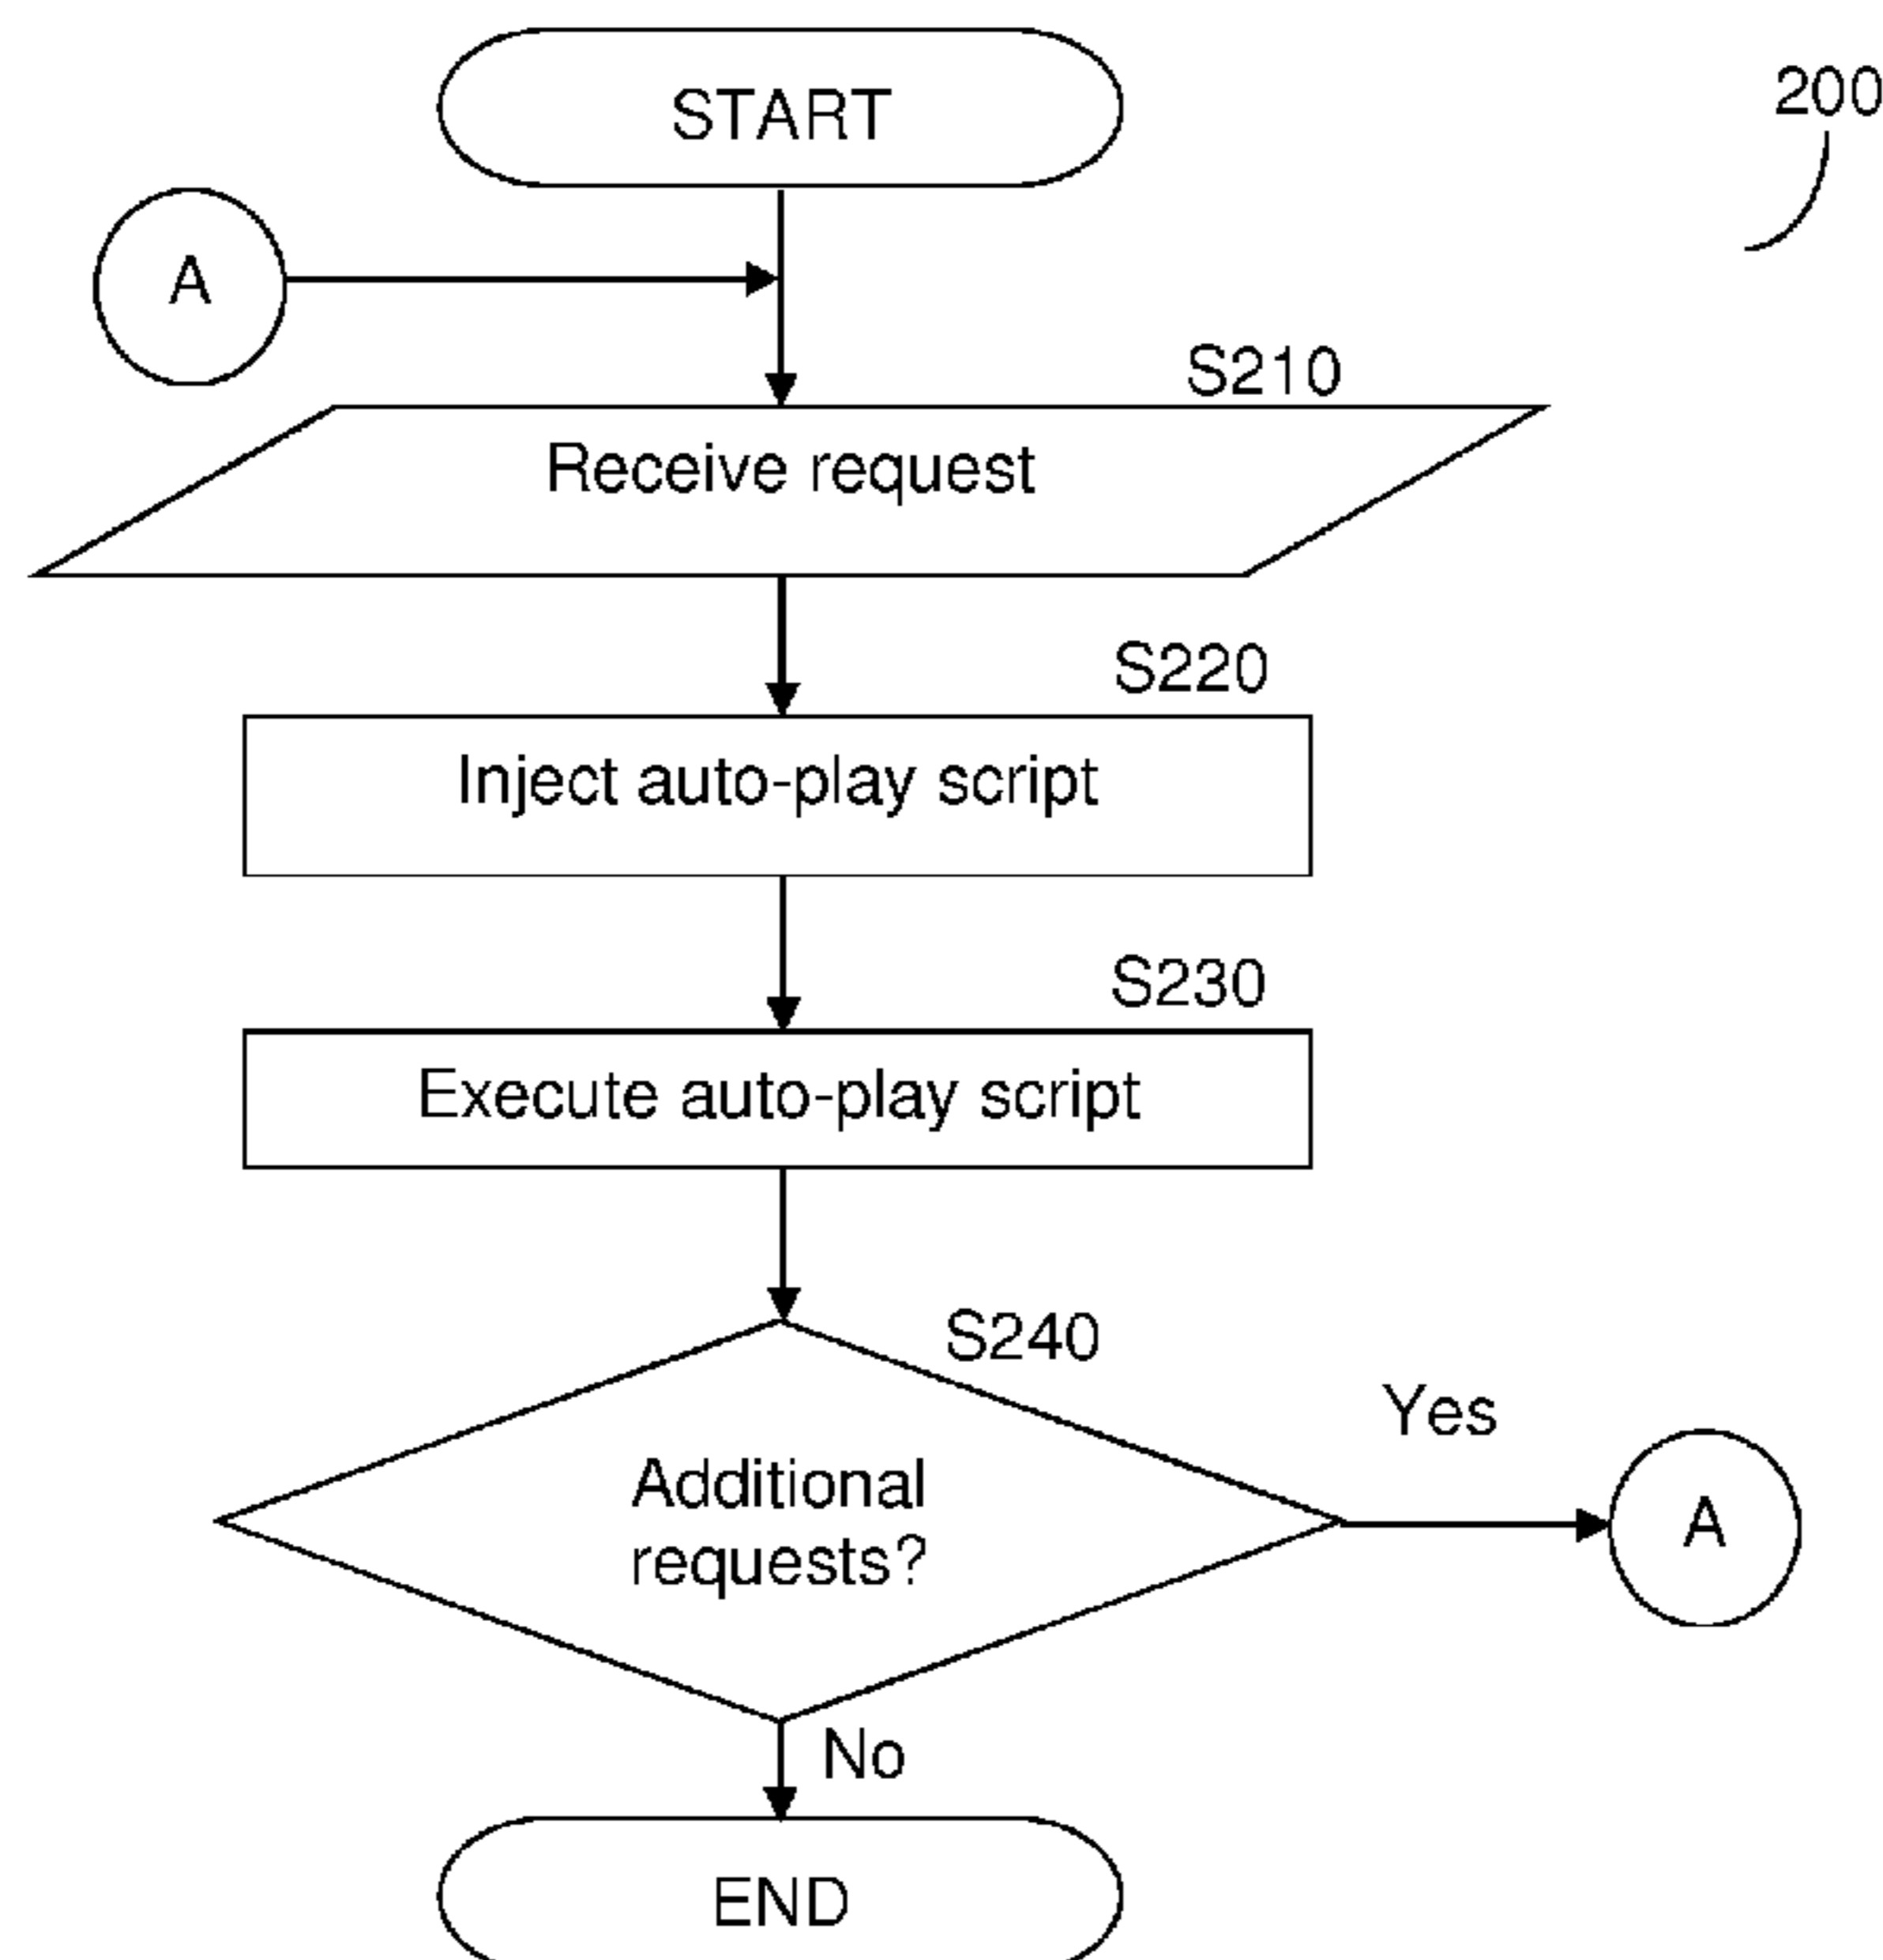 START
200
A
S210
Receive request
S220
Inject auto-play script
S230
Execute auto-play script
S240
Yes
Additional
requests?
A
No
END